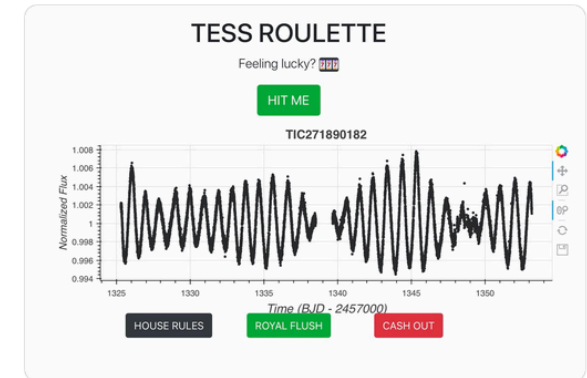 TESS ROULETTE
Feeling lucky? 🎰
HIT ME
TIC271890182
1.008
1.006
1.004
1.002
1
0.998
0.996
0.994
Normalized Flux
1325
1330
1335
1340
1345
1350
Time (BJD - 2457000)
HOUSE RULES
ROYAL FLUSH
CASH OUT